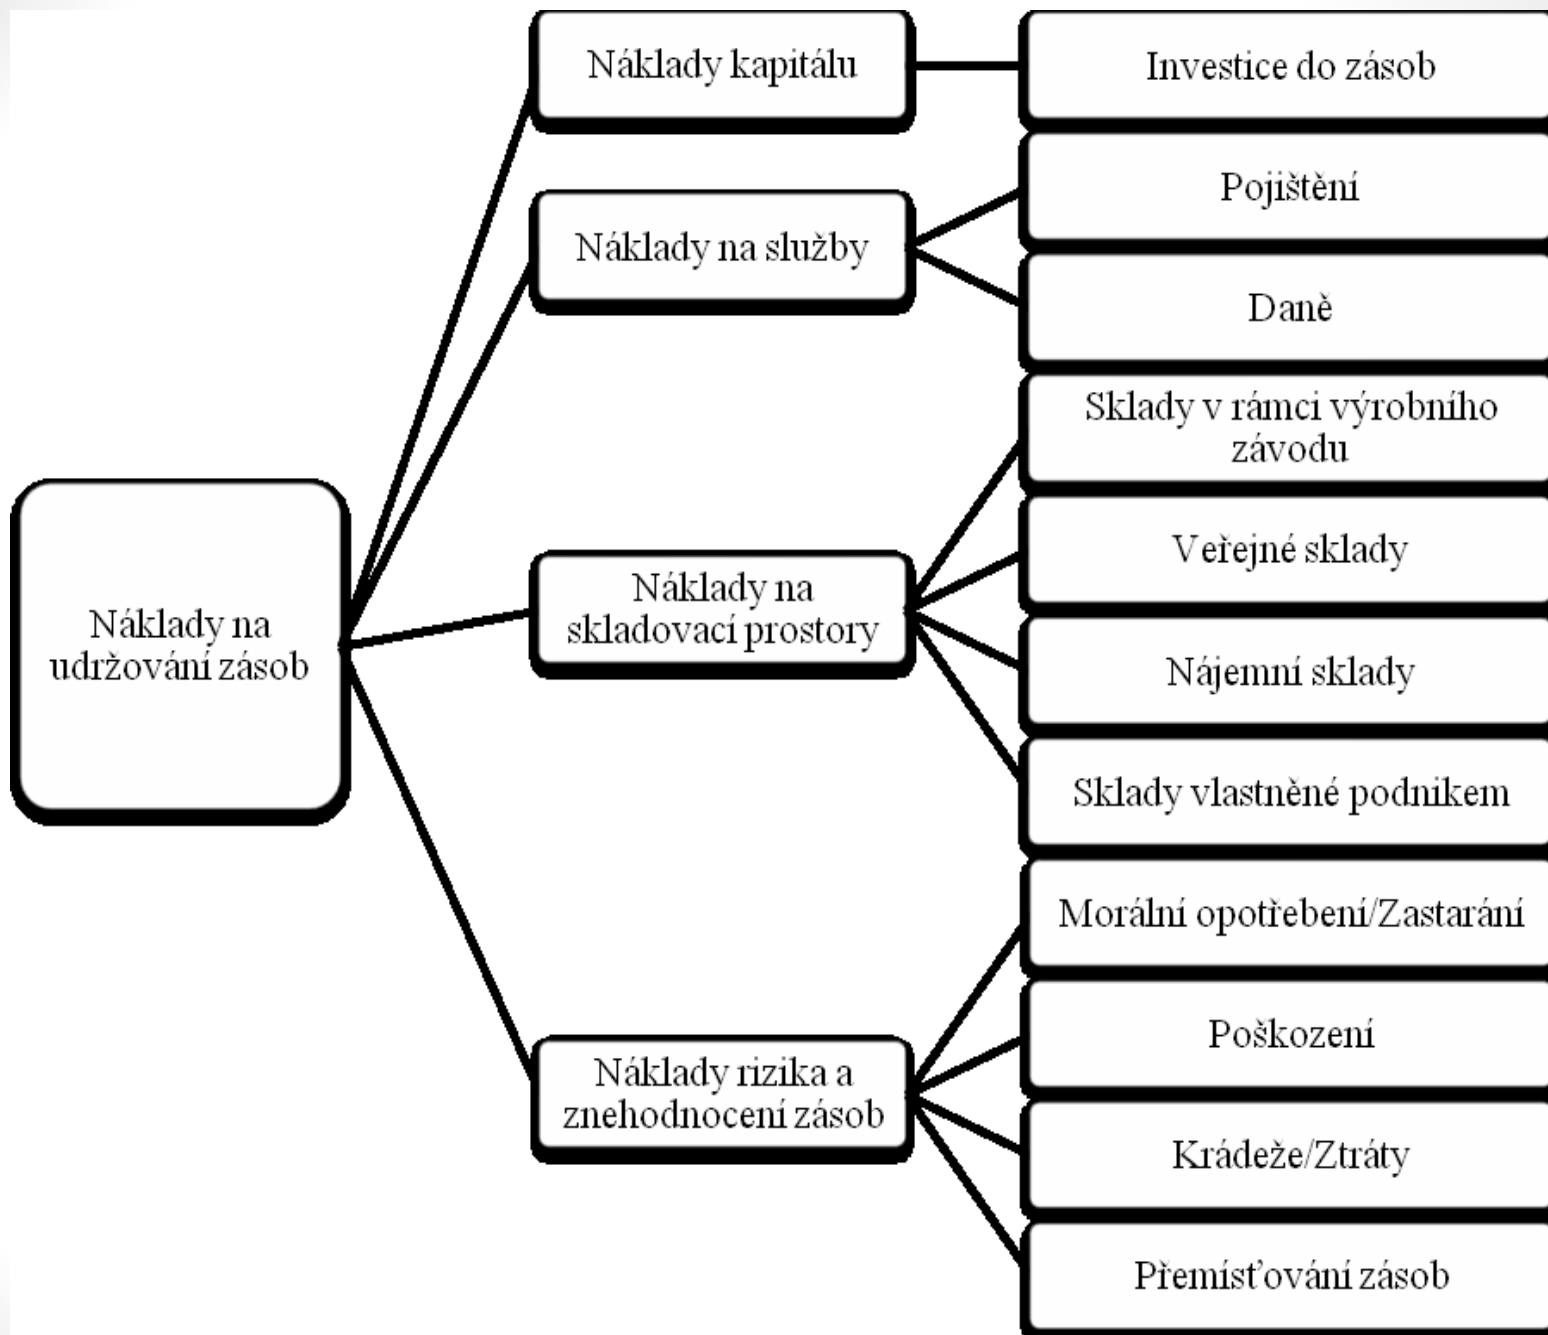 Náklady kapitálu
Investice do zásob
Pojištění
Náklady na služby
Daně
Sklady v rámci výrobního
závodu
Veřejné sklady
Náklady na
skladovací prostory
Náklady na
udržování zásob
Nájemní sklady
Sklady vlastněné podnikem
Morální opotřebení/Zastarání
Poškození
Náklady rizika a
znehodnocení zásob
Krádeže/Ztráty
Přemísťování zásob